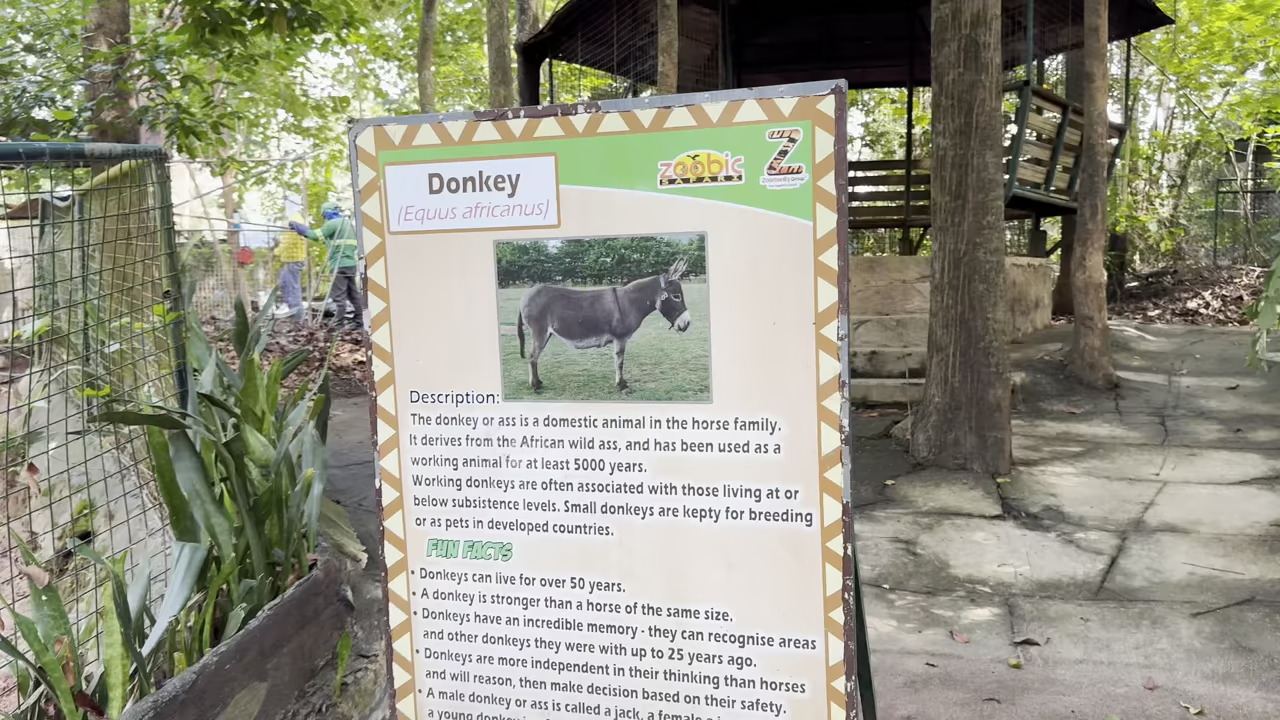 Donkey
(Equus africanus)
zoobic
SAFARI
Z
Description:
The donkey or ass is a domestic animal in the horse family.
It derives from the African wild ass, and has been used as a
working animal for at least 5000 years.
Working donkeys are often associated with those living at or
below subsistence levels. Small donkeys are kepty for breeding
or as pets in developed countries.
FUN FACTS
• Donkeys can live for over 50 years.
• A donkey is stronger than a horse of the same size.
• Donkeys have an incredible memory - they can recognise areas
and other donkeys they were with up to 25 years ago.
• Donkeys are more independent in their thinking than horses
and will reason, then make decision based on their safety.
• A male donkey or ass is called a jack, a female a
a young donkey